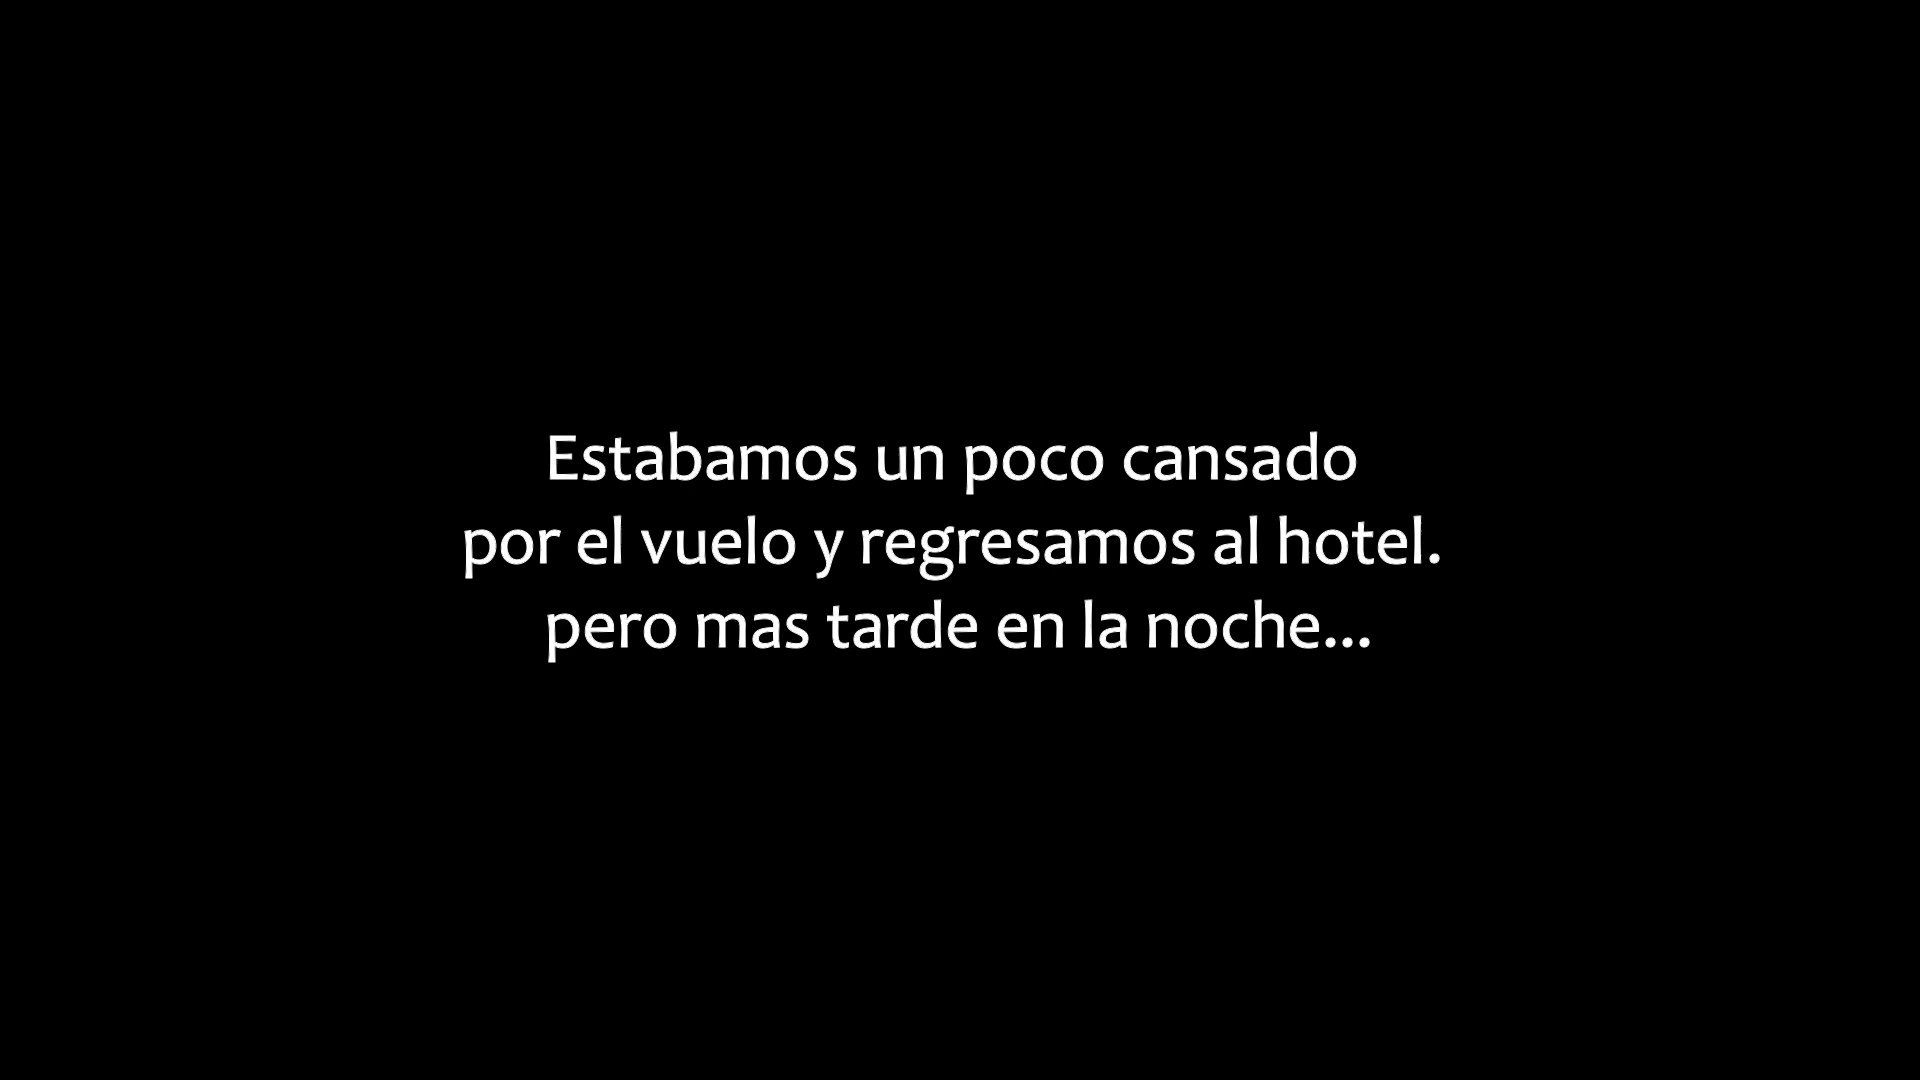 Estabamos un poco cansado
por el vuelo y regresamos al hotel.
pero mas tarde en la noche...